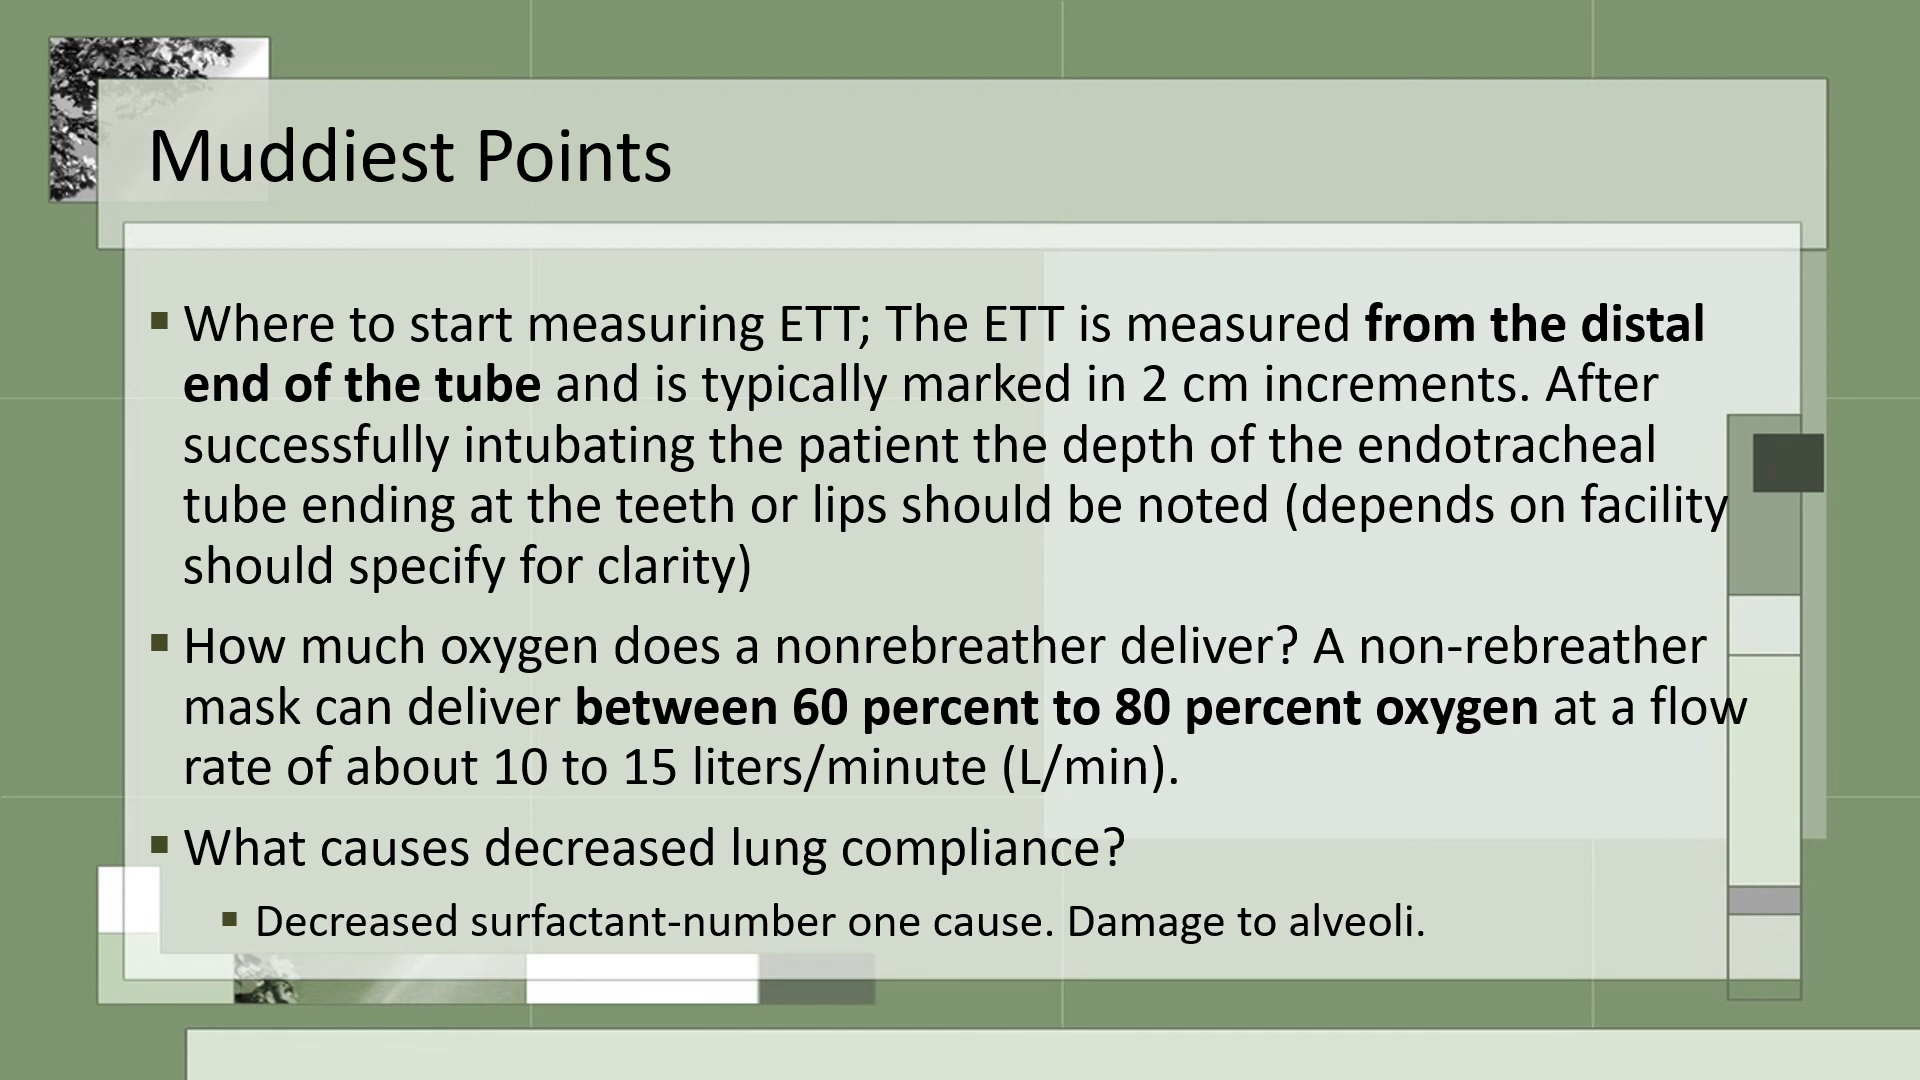 Muddiest Points
Where to start measuring ETT; The ETT is measured from the distal
end of the tube and is typically marked in 2 cm increments. After
successfully intubating the patient the depth of the endotracheal
tube ending at the teeth or lips should be noted (depends on facility
should specify for clarity)
How much oxygen does a nonrebreather deliver? A non-rebreather
mask can deliver between 60 percent to 80 percent oxygen at a flow
rate of about 10 to 15 liters/minute (L/min).
What causes decreased lung compliance?
Decreased surfactant-number one cause. Damage to alveoli.